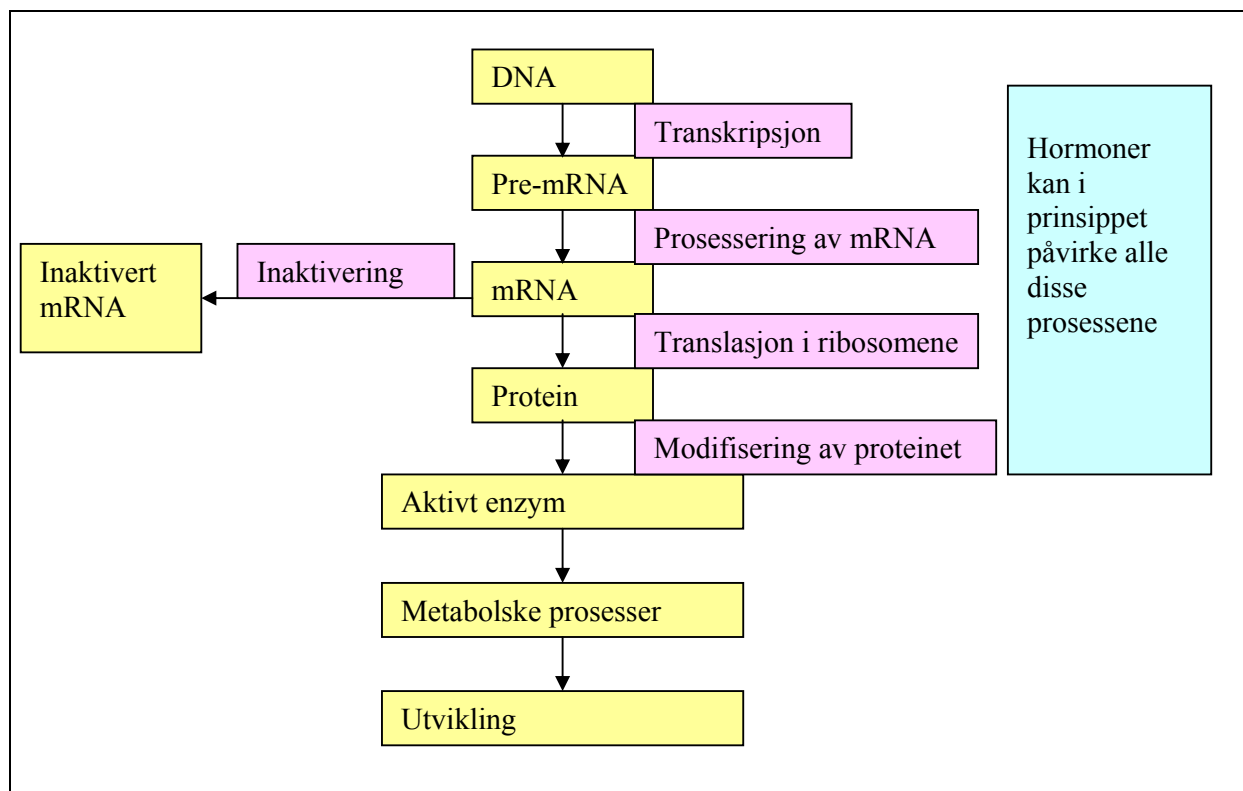 DNA
Transkripsjon
Pre-mRNA
Prosessering av mRNA
Inaktivert
mRNA
Inaktivering
mRNA
Translasjon i ribosomene
Protein
Modifisering av proteinet
Aktivt enzym
Metabolske prosesser
Utvikling
Hormoner
kan i
prinsippet
påvirke alle
disse
prosessene